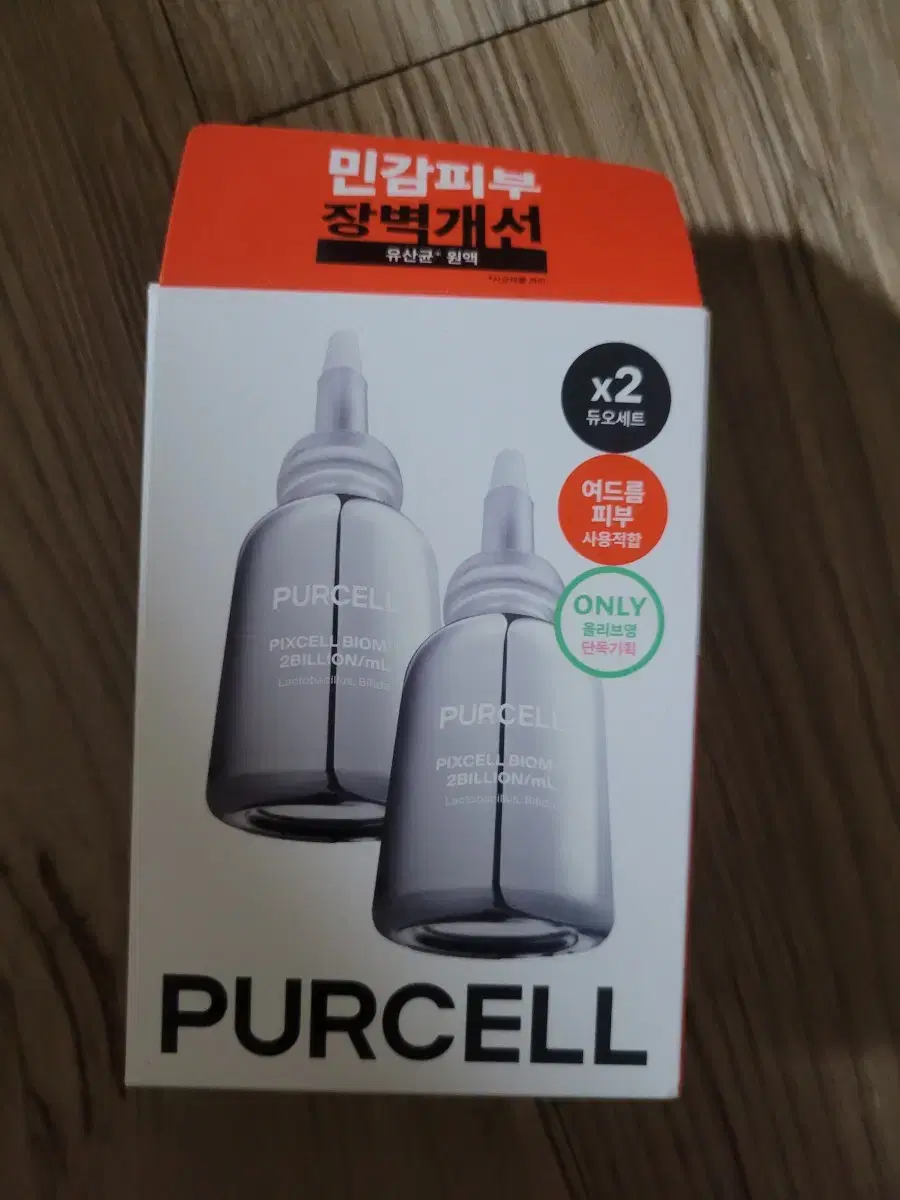 민감피부
장벽개선
유산균* 원액
x2
듀오세트
여드름
피부
사용적합
ONLY
올리브영
단독기획
PURCELL
PIXCELL BIOM
2BILLION/mL
Lactobacillus,
PURCELL
PIXCELL BIOM
2BILLION/mL
Lactobacillus,
PURCELL